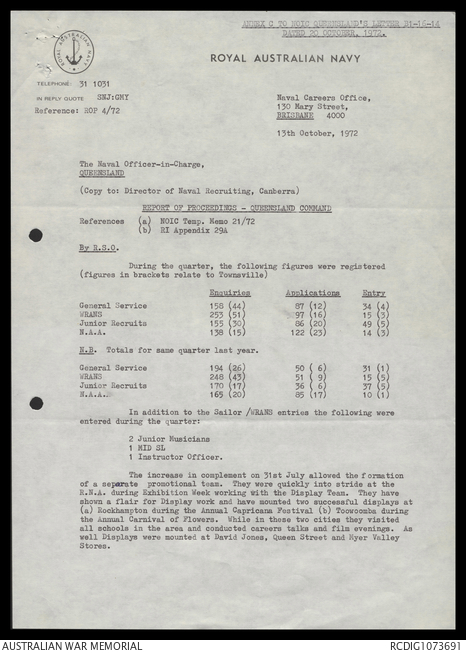 ANNEX C TO NOIC QUEENSLAND'S LETTER 31-16-14
DATED 20 OCTOBER, 1972.
ROYAL AUSTRALIAN NAVY
ROYAL AUSTRALIAN NAVY
TELEPHONE: 31 1031
IN REPLY QUOTE SNJ:GMY
Reference: ROP 4/72
Naval Careers Office,
130 Mary Street,
BRISBANE 4000
13th October, 1972
The Naval Officer-in-Charge,
QUEENSLAND
(Copy to: Director of Naval Recruiting, Canberra)
REPORT OF PROCEEDINGS - QUEENSLAND COMMAND
References (a) NOIC Temp. Memo 21/72
(b) RI Appendix 29A
By R.S.O.
During the quarter, the following figures were registered
(figures in brackets relate to Townsville)
Enquiries Applications Entry
General Service 158 (44) 87 (12) 34 (4)
WRANS 253 (51) 97 (16) 15 (3)
Junior Recruits 155 (30) 86 (20) 49 (5)
N.A.A. 138 (15) 122 (23) 14 (3)
N.B. Totals for same quarter last year.
General Service 194 (26) 50 ( 6) 31 (1)
WRANS 248 (43) 51 ( 9) 15 (5)
Junior Recruits 170 (17) 36 ( 6) 37 (5)
N.A.A. 165 (20) 85 (17) 10 (1)
In addition to the Sailor /WRANS entries the following were
entered during the quarter:
2 Junior Musicians
1 MID SL
1 Instructor Officer.
The increase in complement on 31st July allowed the formation
of a separate promotional team. They were quickly into stride at the
R.N.A. during Exhibition Week working with the Display Team. They have
shown a flair for Display work and have mounted two successful displays at
(a) Rockhampton during the Annual Capricana Festival (b) Toowoomba during
the Annual Carnival of Flowers. While in these two cities they visited
all schools in the area and conducted careers talks and film evenings. As
well Displays were mounted at David Jones, Queen Street and Myer Valley
Stores.
AUSTRALIAN WAR MEMORIAL
RCDIG1073691